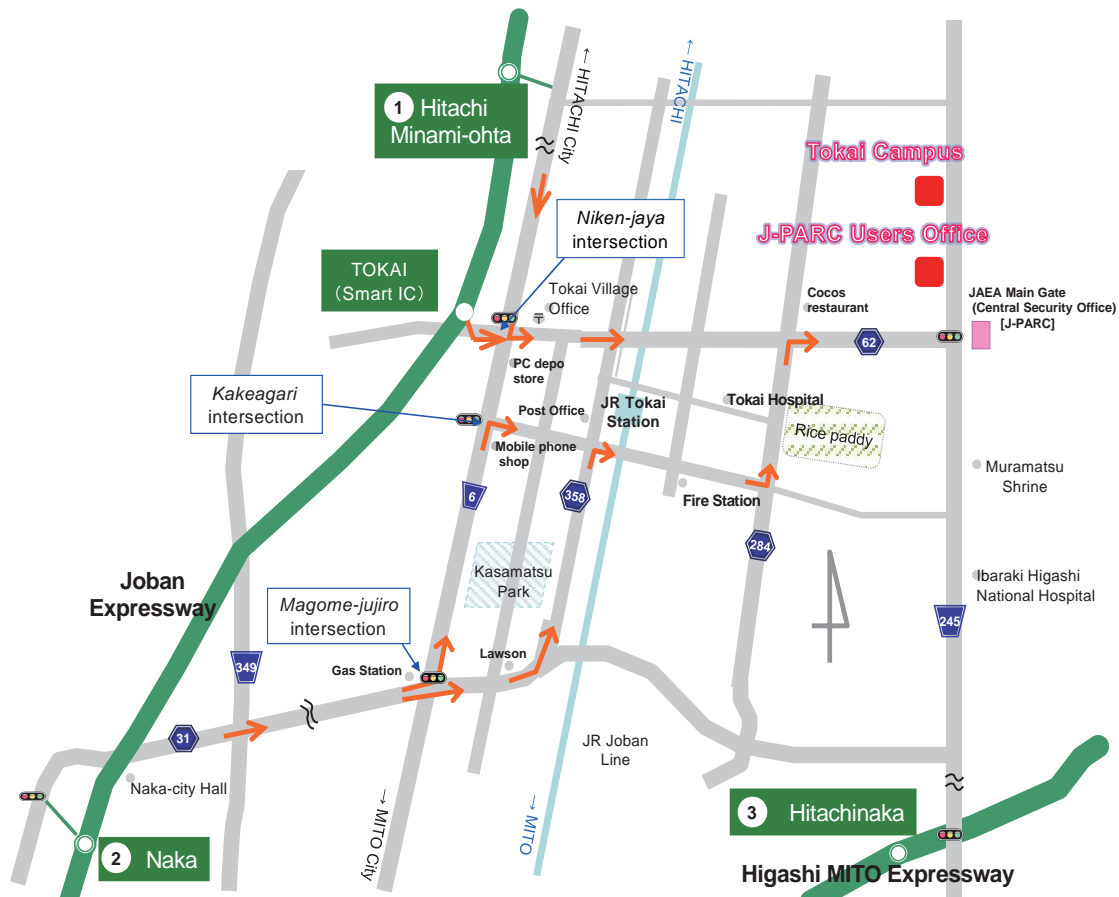 ← HITACHI City
← HITACHI
1 Hitachi
Minami-ohta
Tokai Campus
Niken-jaya
intersection
J-PARC Users Office
TOKAI
(Smart IC)
Tokai Village
Office
〒
Cocos
restaurant
JAEA Main Gate
(Central Security Office)
[J-PARC]
62
PC depo
store
Kakeagari
intersection
Post Office
JR Tokai
Station
Tokai Hospital
Rice paddy
Mobile phone
shop
Muramatsu
Shrine
6
358
Fire Station
284
Kasamatsu
Park
Ibaraki Higashi
National Hospital
Joban
Expressway
Magome-jujiro
intersection
245
349
Gas Station
Lawson
31
JR Joban
Line
Naka-city Hall
→ MITO City
→ MITO
3 Hitachinaka
2 Naka
Higashi MITO Expressway